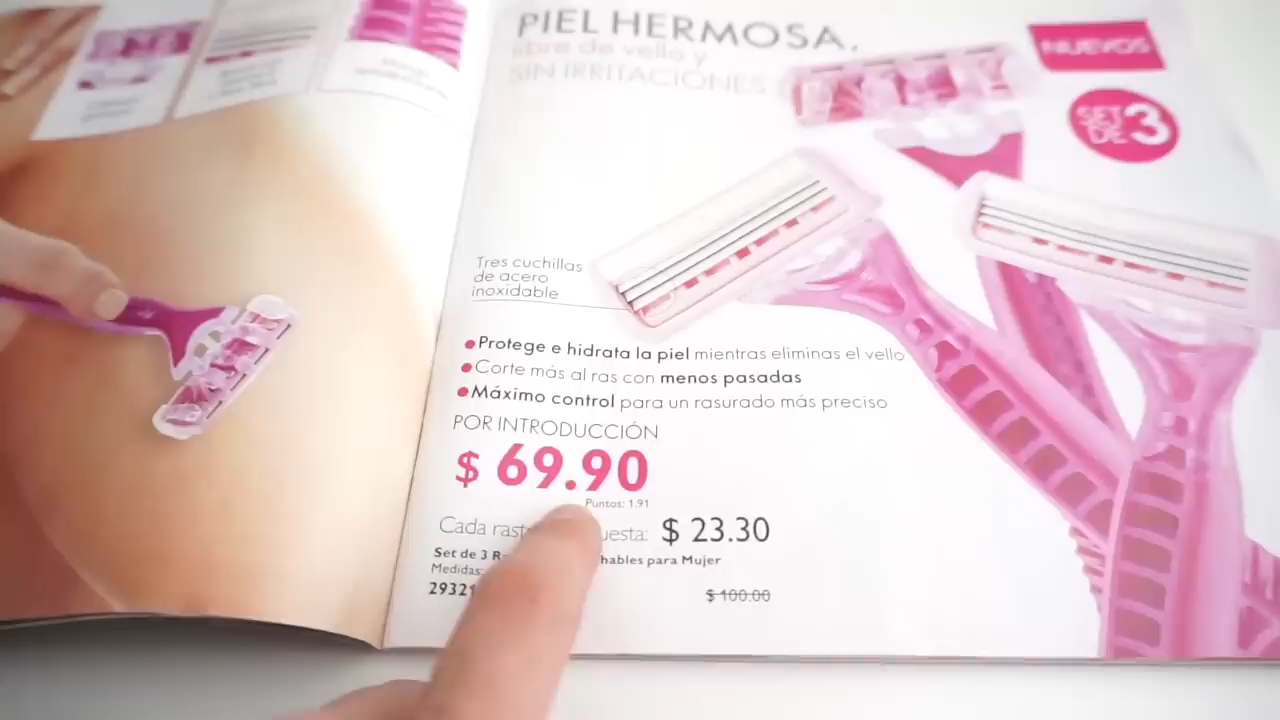 PIEL HERMOSA,
libre de vello y
SIN IRRITACIONES
NUEVOS
SET DE 3
Tres cuchillas
de acero
inoxidable
Protege e hidrata la piel mientras eliminas el vello
Corte más al ras con menos pasadas
Máximo control para un rasurado más preciso
POR INTRODUCCIÓN
$ 69.90
Puntos: 1.91
Cada uesta: $ 23.30
Set de 3 hables para Mujer
Medidas:
29321
$ 100.00